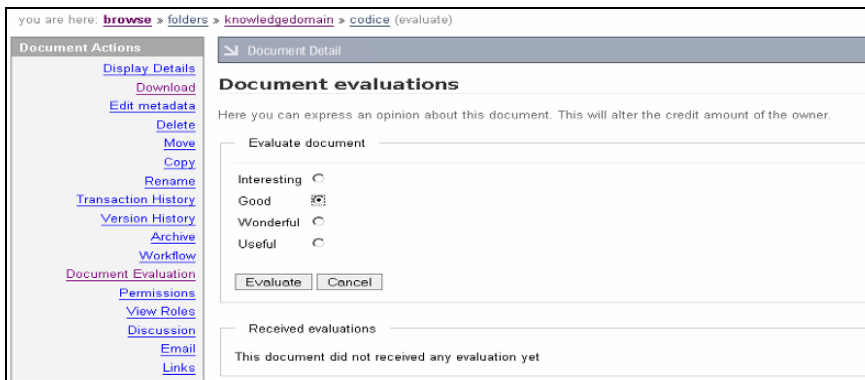 you are here: browse » folders » knowledgedomain » codice (evaluate)
Document Actions
Display Details
Download
Edit metadata
Delete
Move
Copy
Rename
Transaction History
Version History
Archive
Workflow
Document Evaluation
Permissions
View Roles
Discussion
Email
Links
Document Detail
Document evaluations
Here you can express an opinion about this document. This will alter the credit amount of the owner.
Evaluate document
Interesting
Good
Wonderful
Useful
Evaluate Cancel
Received evaluations
This document did not received any evaluation yet